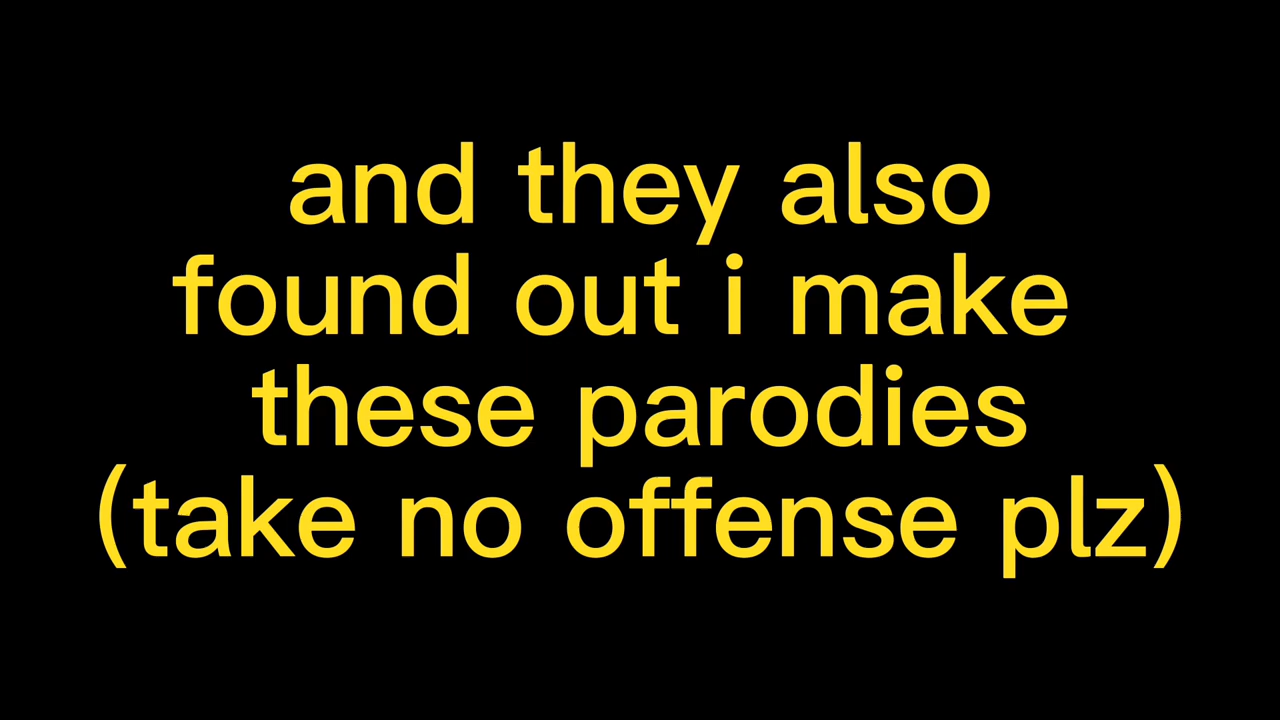 and they also
found out i make
these parodies
(take no offense plz)